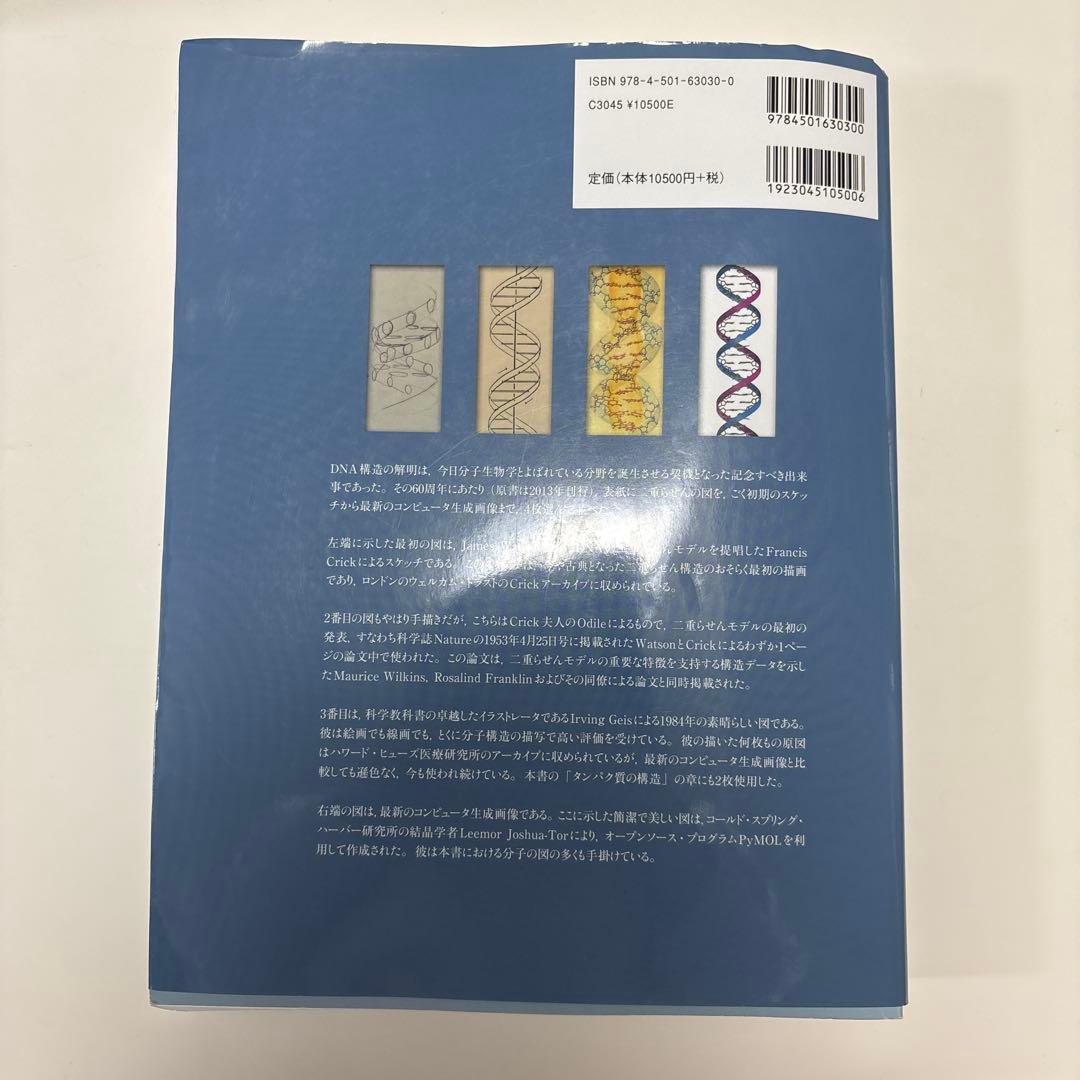 ISBN 978-4-501-63030-0
C3045 ¥10500E
9784501630300
定価(本体10500円+税)
1923045105006
DNA構造の解明は,今日分子生物学とよばれている分野を誕生させる契機となった記念すべき出来
事であった。その60周年にあたり(原書は2013年刊行),表紙に二重らせんの図を,ごく初期のスケッ
チから最新のコンピュータ生成画像まで,4枚選んで
左端に示した最初の図は,James んモデルを提唱したFrancis
Crickによるスケッチである。 古典となった二重らせん構造のおそらく最初の描画
であり,ロンドンのウェルカム・トラストのCrickアーカイブに収められている。
2番目の図もやはり手描きだが,こちらはCrick夫人のOdileによるもので,二重らせんモデルの最初の
発表,すなわち科学誌Natureの1953年4月25日号に掲載されたWatsonとCrickによるわずか1ペー
ジの論文中で使われた。この論文は,二重らせんモデルの重要な特徴を支持する構造データを示し
たMaurice Wilkins, Rosalind Franklinおよびその同僚による論文と同時掲載された。
3番目は,科学教科書の卓越したイラストレータであるIrving Geisによる1984年の素晴らしい図である。
彼は絵画でも線画でも,とくに分子構造の描写で高い評価を受けている。彼の描いた何枚もの原図
はハワード・ヒューズ医療研究所のアーカイブに収められているが,最新のコンピュータ生成画像と比
較しても遜色なく,今も使われ続けている。本書の「タンパク質の構造」の章にも2枚使用した。
右端の図は,最新のコンピュータ生成画像である。ここに示した簡潔で美しい図は,コールド・スプリング・
ハーバー研究所の結晶学者Leemor Joshua-Torにより,オープンソース・プログラムPyMOLを利
用して作成された。彼は本書における分子の図の多くも手掛けている。